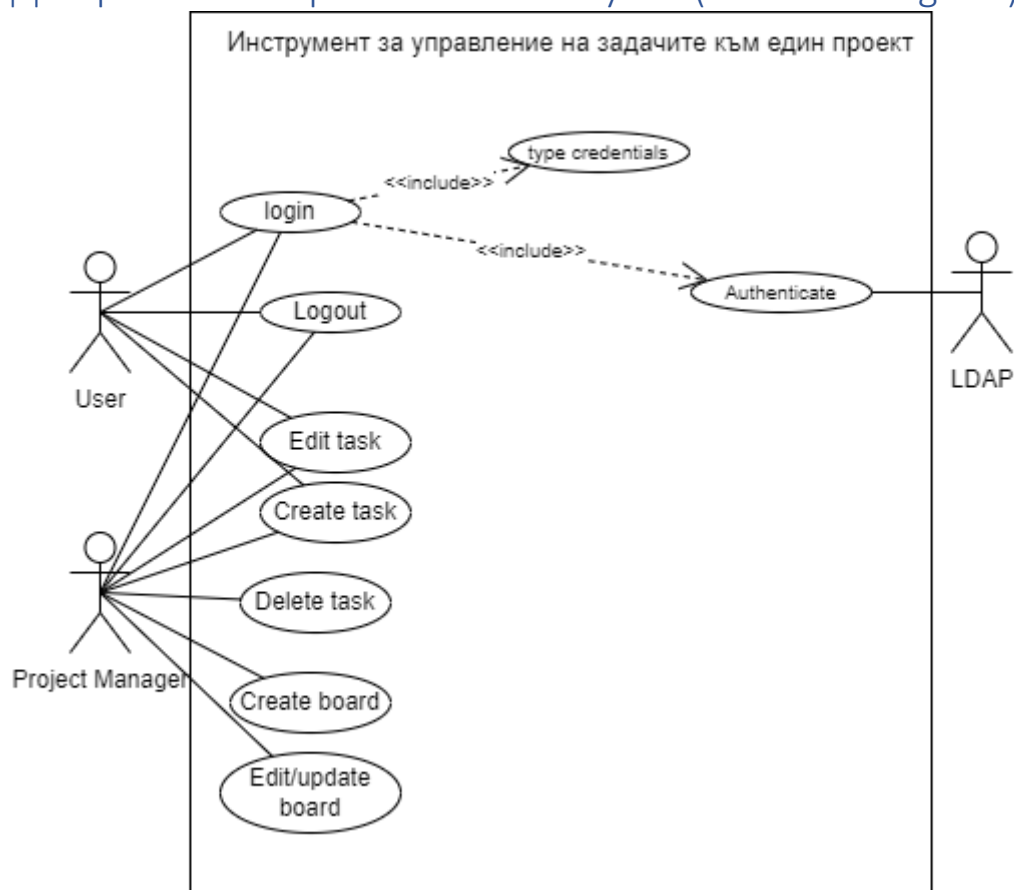 Инструмент за управление на задачите към един проект
type credentials
<<include>>
login
<<include>>
Authenticate
Logout
LDAP
User
Edit task
Create task
Delete task
Project Manager
Create board
Edit/update
board